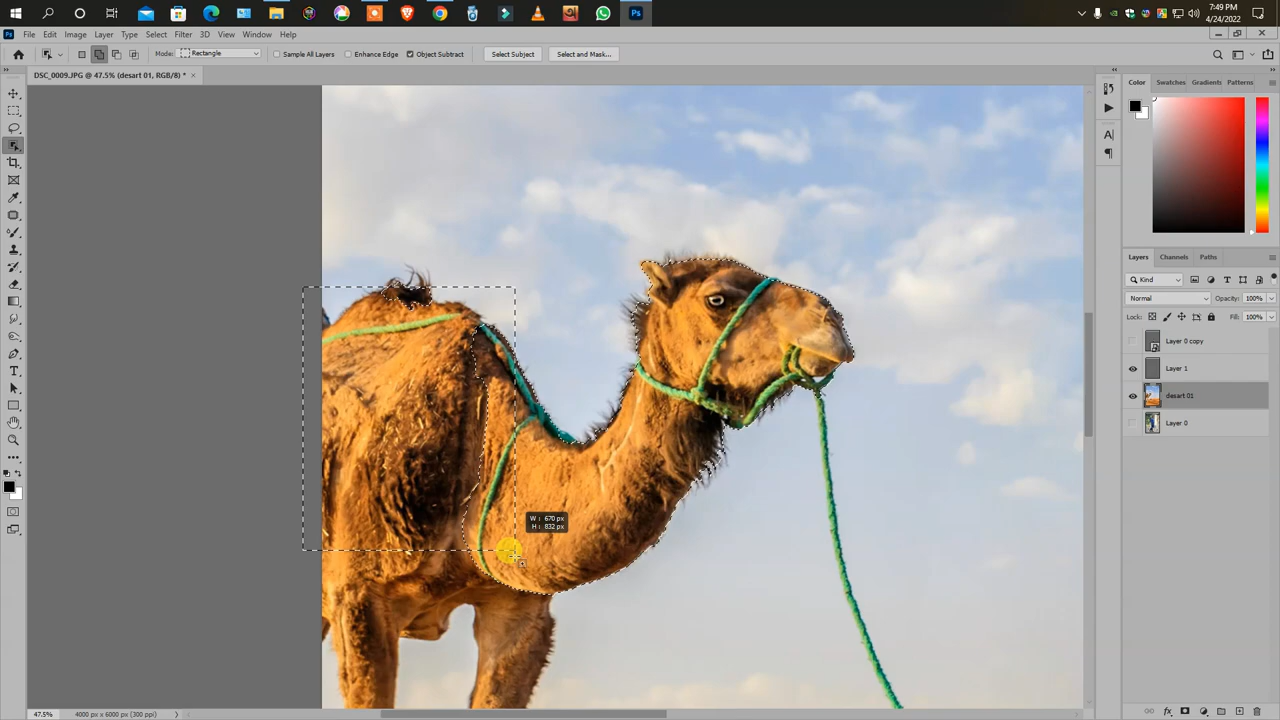 7:49 PM
4/24/2022
Ps
File Edit Image Layer Type Select Filter 3D View Window Help
Mode: Rectangle Sample All Layers Enhance Edge Object Subtract Select Subject Select and Mask...
DSC_0009.JPG @ 47.5% (desart 01, RGB/8) * ×
Color Swatches Gradients Patterns
Layers Channels Paths
Kind
Normal Opacity: 100%
Lock: Fill: 100%
Layer 0 copy
Layer 1
desart 01
Layer 0
W: 670 px
H: 832 px
47.5% 4000 px x 6000 px (300 ppi)